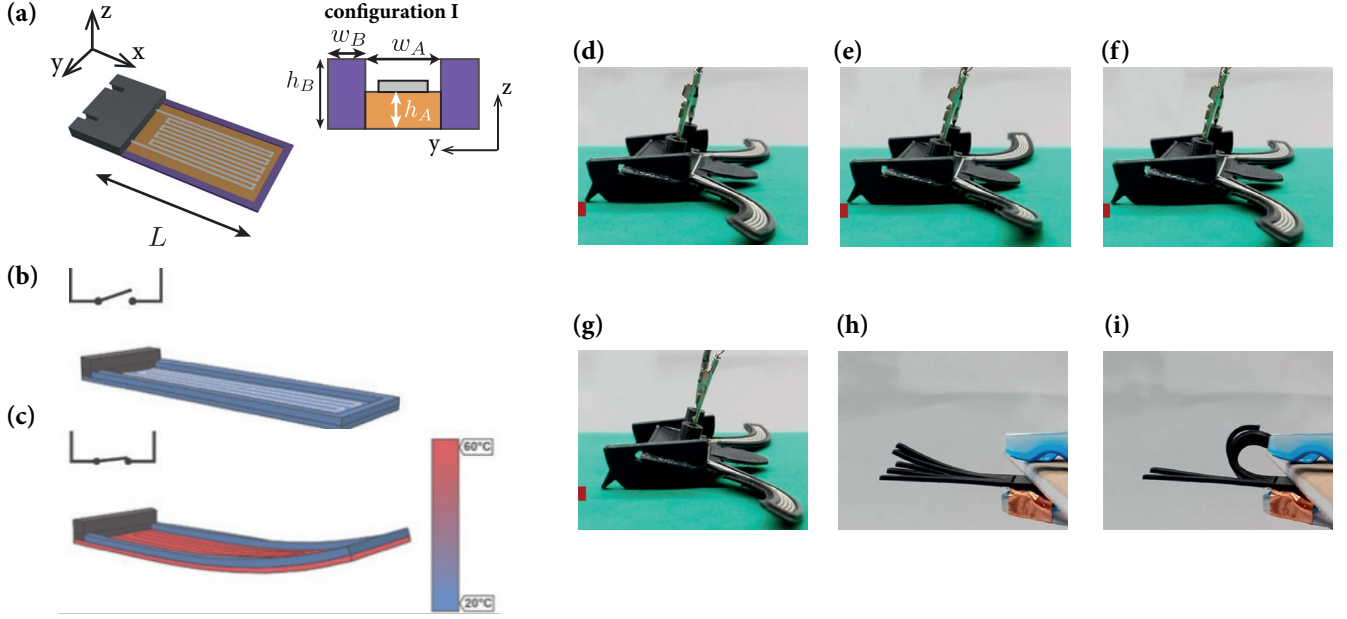 (a)
z
y
x
L
configuration I
w_B
w_A
h_B
h_A
z
y
(b)
(c)
60°C
20°C
(d)
(e)
(f)
(g)
(h)
(i)